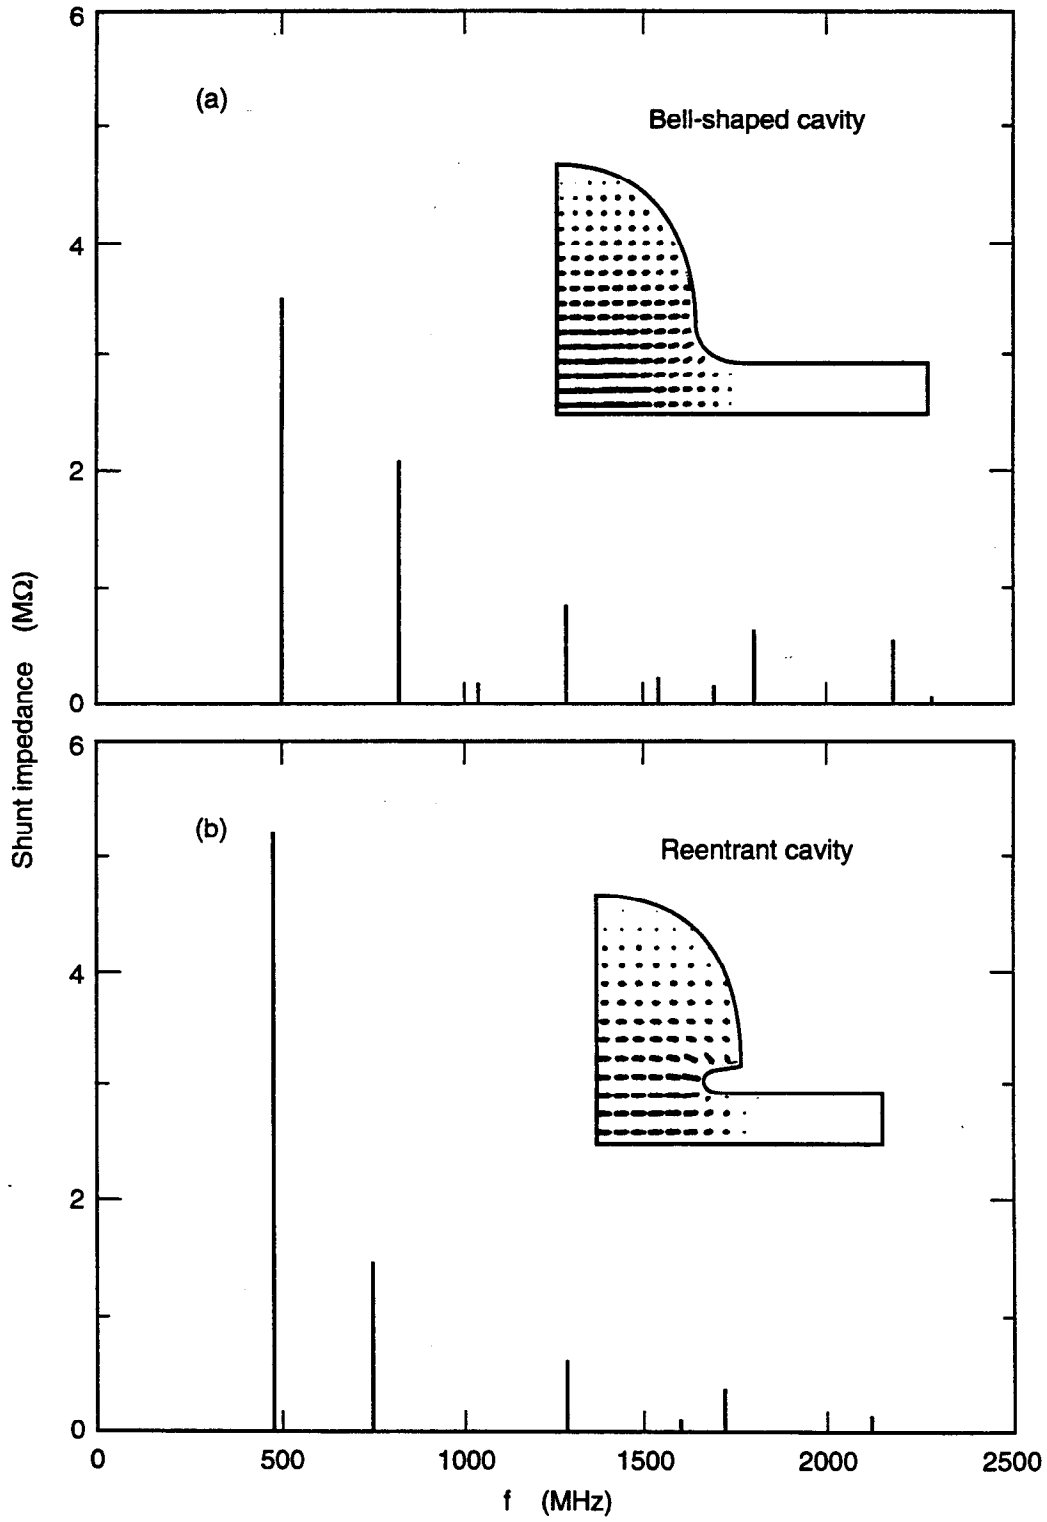 6
(a)
Bell-shaped cavity
4
2
0
Shunt impedance (MΩ)
6
(b)
Reentrant cavity
4
2
0
0 500 1000 1500 2000 2500
f (MHz)